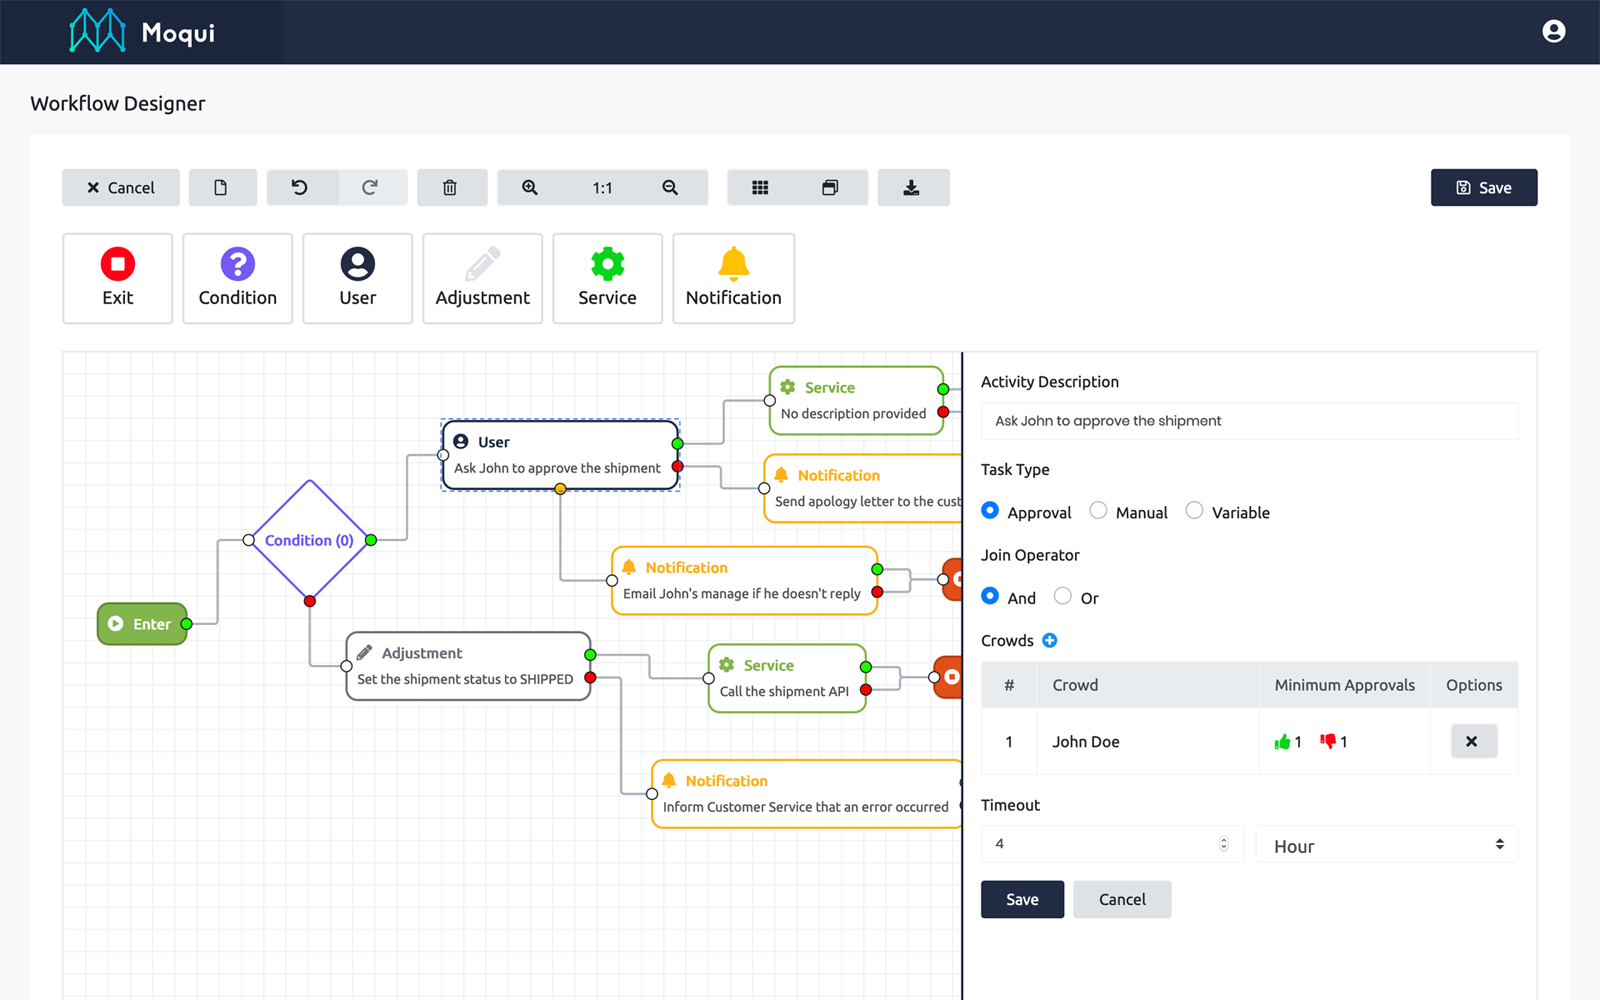 Moqui
Workflow Designer
Cancel
1:1
Save
Exit
Condition
User
Adjustment
Service
Notification
Service
No description provided
User
Ask John to approve the shipment
Notification
Send apology letter to the cust
Condition (0)
Notification
Email John's manage if he doesn't reply
Enter
Adjustment
Set the shipment status to SHIPPED
Service
Call the shipment API
Notification
Inform Customer Service that an error occurred
Activity Description
Ask John to approve the shipment
Task Type
Approval Manual Variable
Join Operator
And Or
Crowds
# Crowd Minimum Approvals Options
1 John Doe 1 1
Timeout
4 Hour
Save Cancel